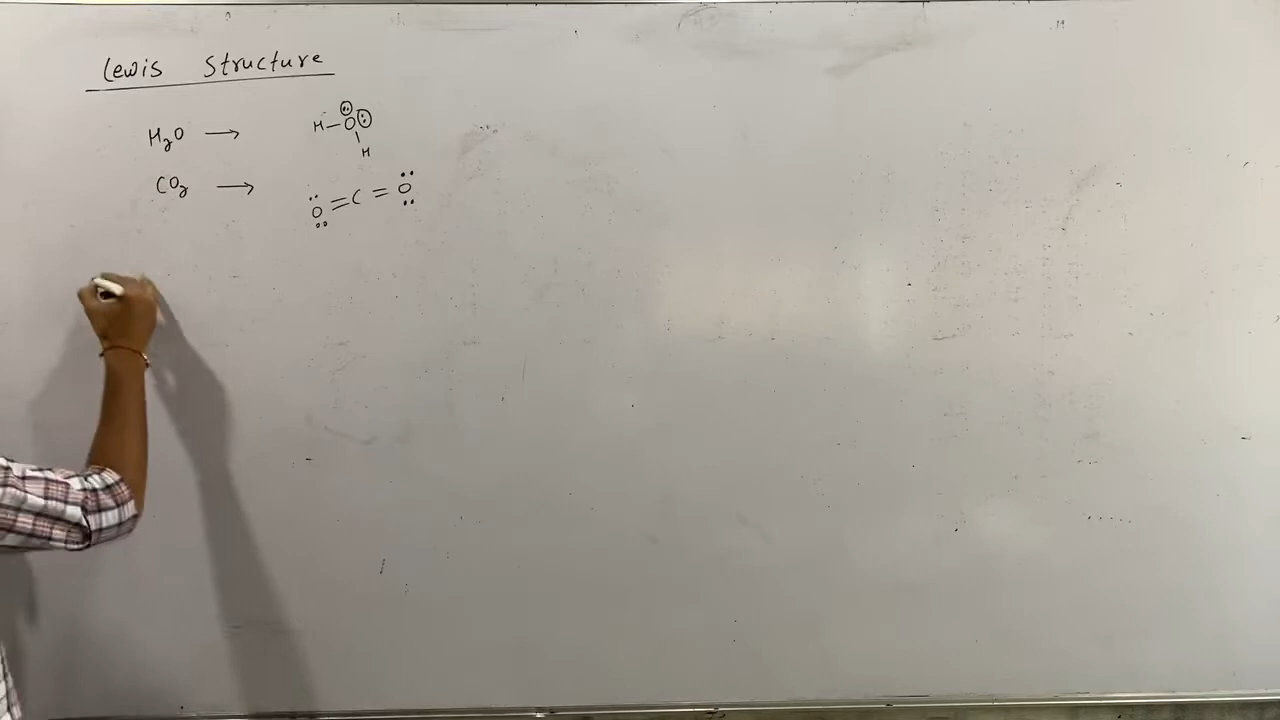 Lewis Structure
H₂O → H–O
H
CO₂ → O=C=O